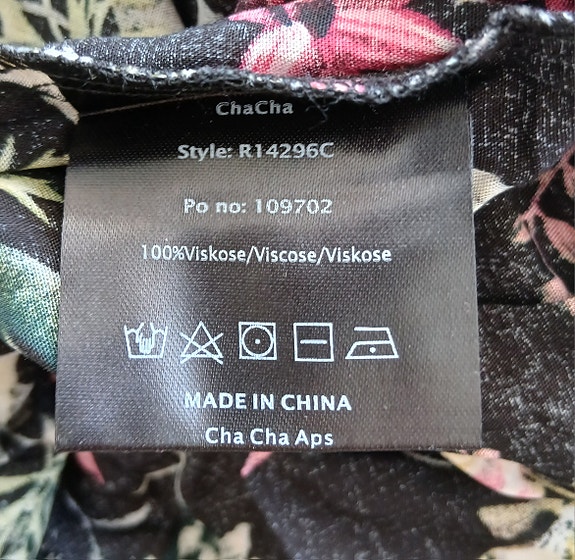 ChaCha
Style: R14296C
Po no: 109702
100%Viskose/Viscose/Viskose
MADE IN CHINA
Cha Cha Aps